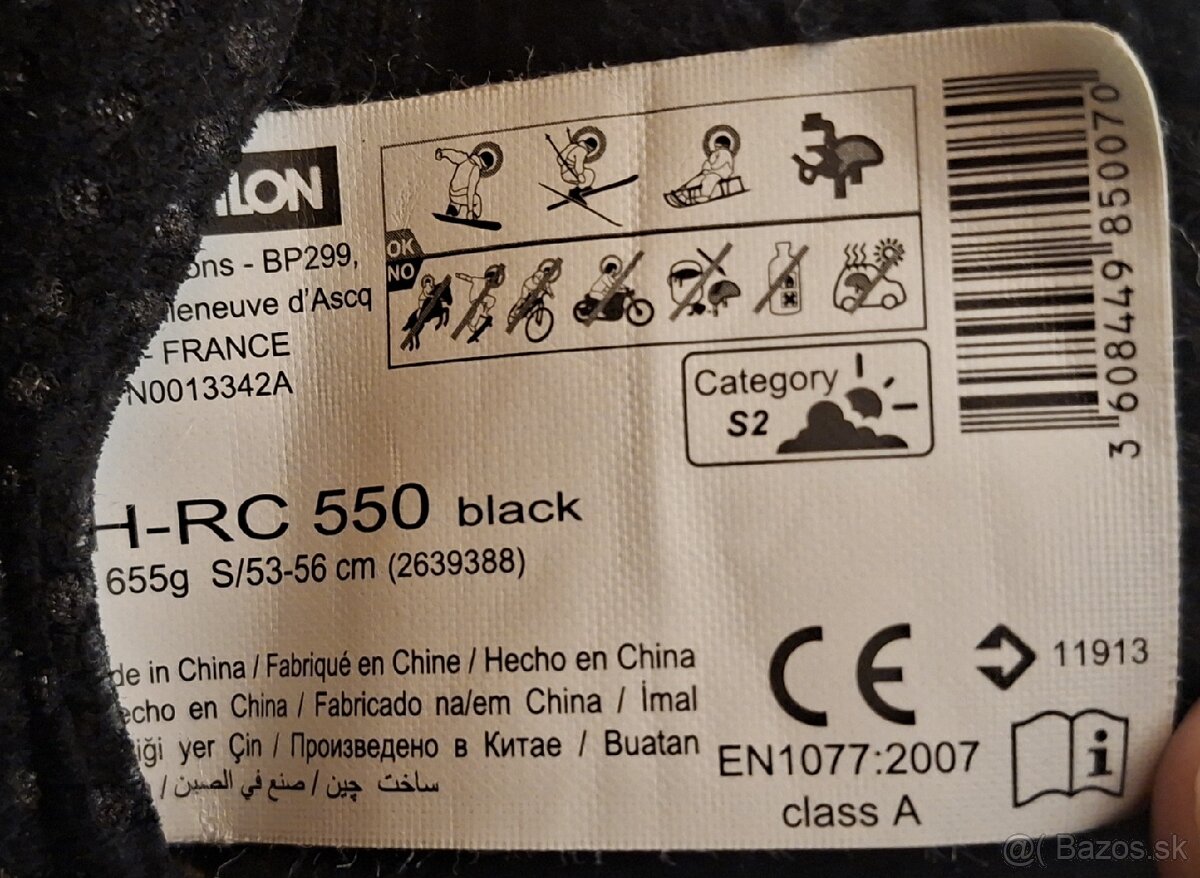 LON
ons - BP299,
leneuve d'Ascq
- FRANCE
N0013342A
OK
NO
Category
S2
3 608449 850070
H-RC 550 black
655g S/53-56 cm (2639388)
de in China / Fabriqué en Chine / Hecho en China
echo en China / Fabricado na/em China / İmal
iği yer Çin / Произведено в Китае / Buatan
/ ساخت چین / صنع في الصين
CE
11913
EN1077:2007
class A
i
@( Bazos.sk